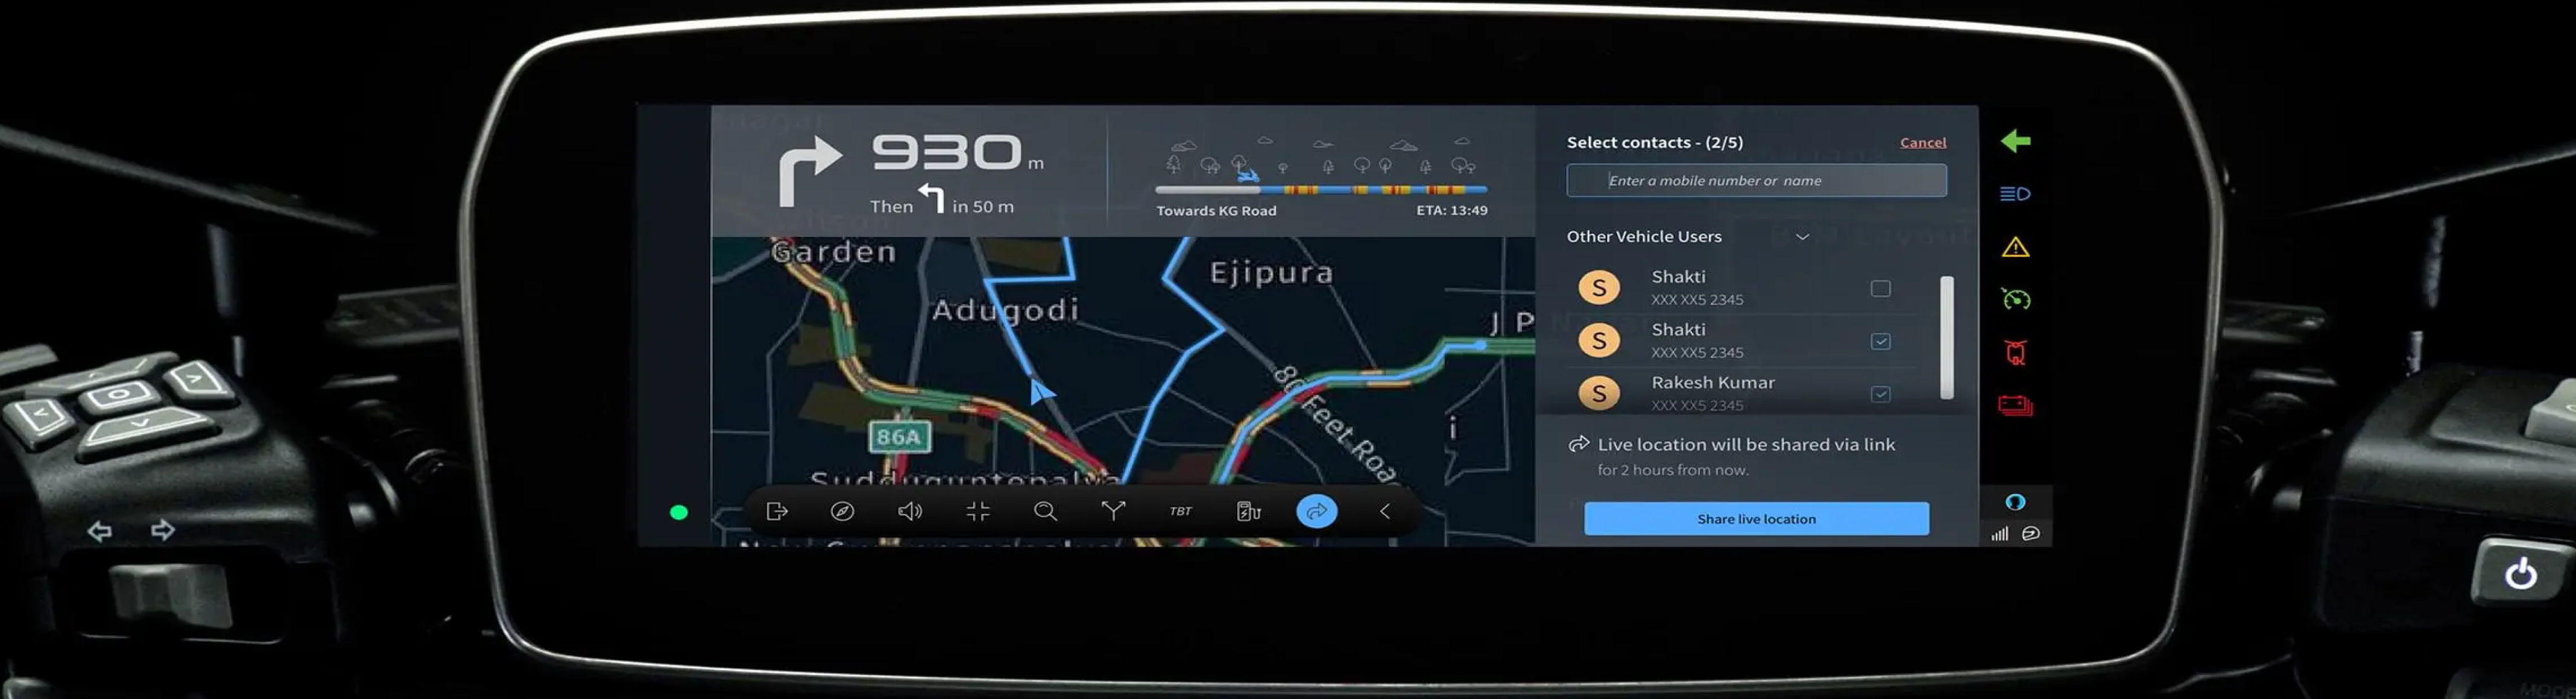 930 m
Then in 50 m
Towards KG Road
ETA: 13:49
Garden
Adugodi
Ejipura
J P
80 Feet Road
86A
Sudduguntepalya
i
TBT
Select contacts - (2/5)
Cancel
Enter a mobile number or name
Other Vehicle Users
S
Shakti
XXX XX5 2345
S
Shakti
XXX XX5 2345
S
Rakesh Kumar
XXX XX5 2345
Live location will be shared via link
for 2 hours from now.
Share live location